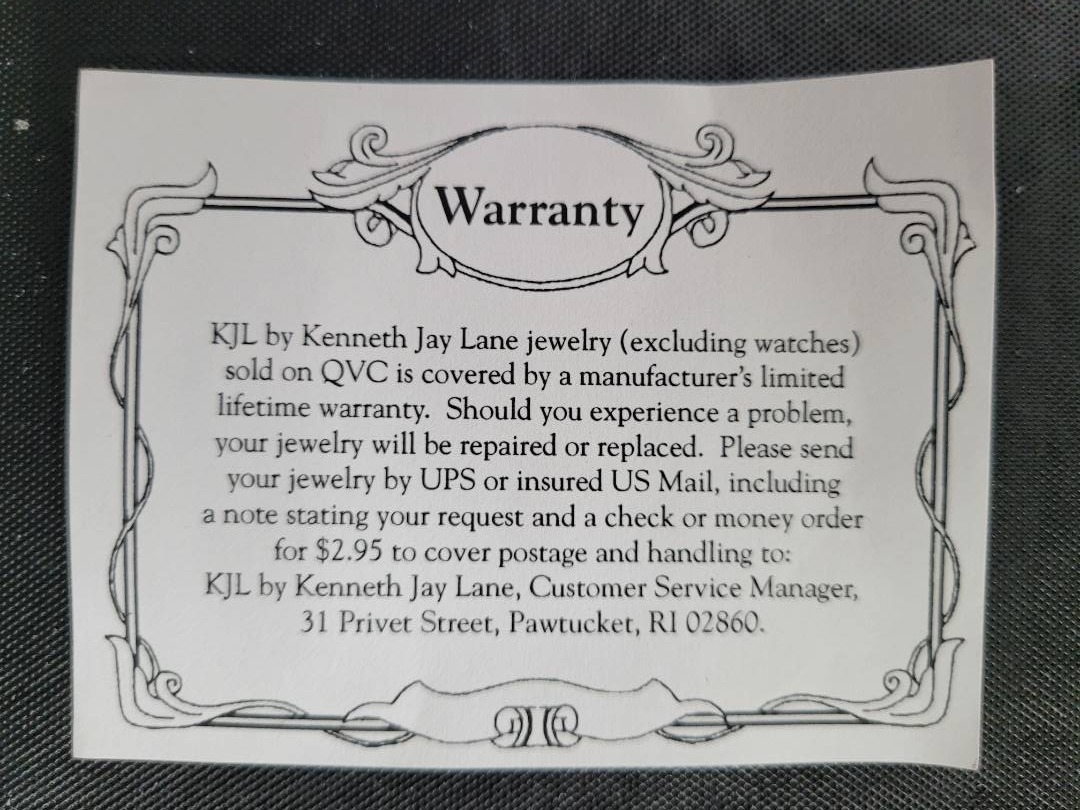 Warranty
KJL by Kenneth Jay Lane jewelry (excluding watches)
sold on QVC is covered by a manufacturer's limited
lifetime warranty.  Should you experience a problem,
your jewelry will be repaired or replaced.  Please send
your jewelry by UPS or insured US Mail, including
a note stating your request and a check or money order
for $2.95 to cover postage and handling to:
KJL by Kenneth Jay Lane, Customer Service Manager,
31 Privet Street, Pawtucket, RI 02860.